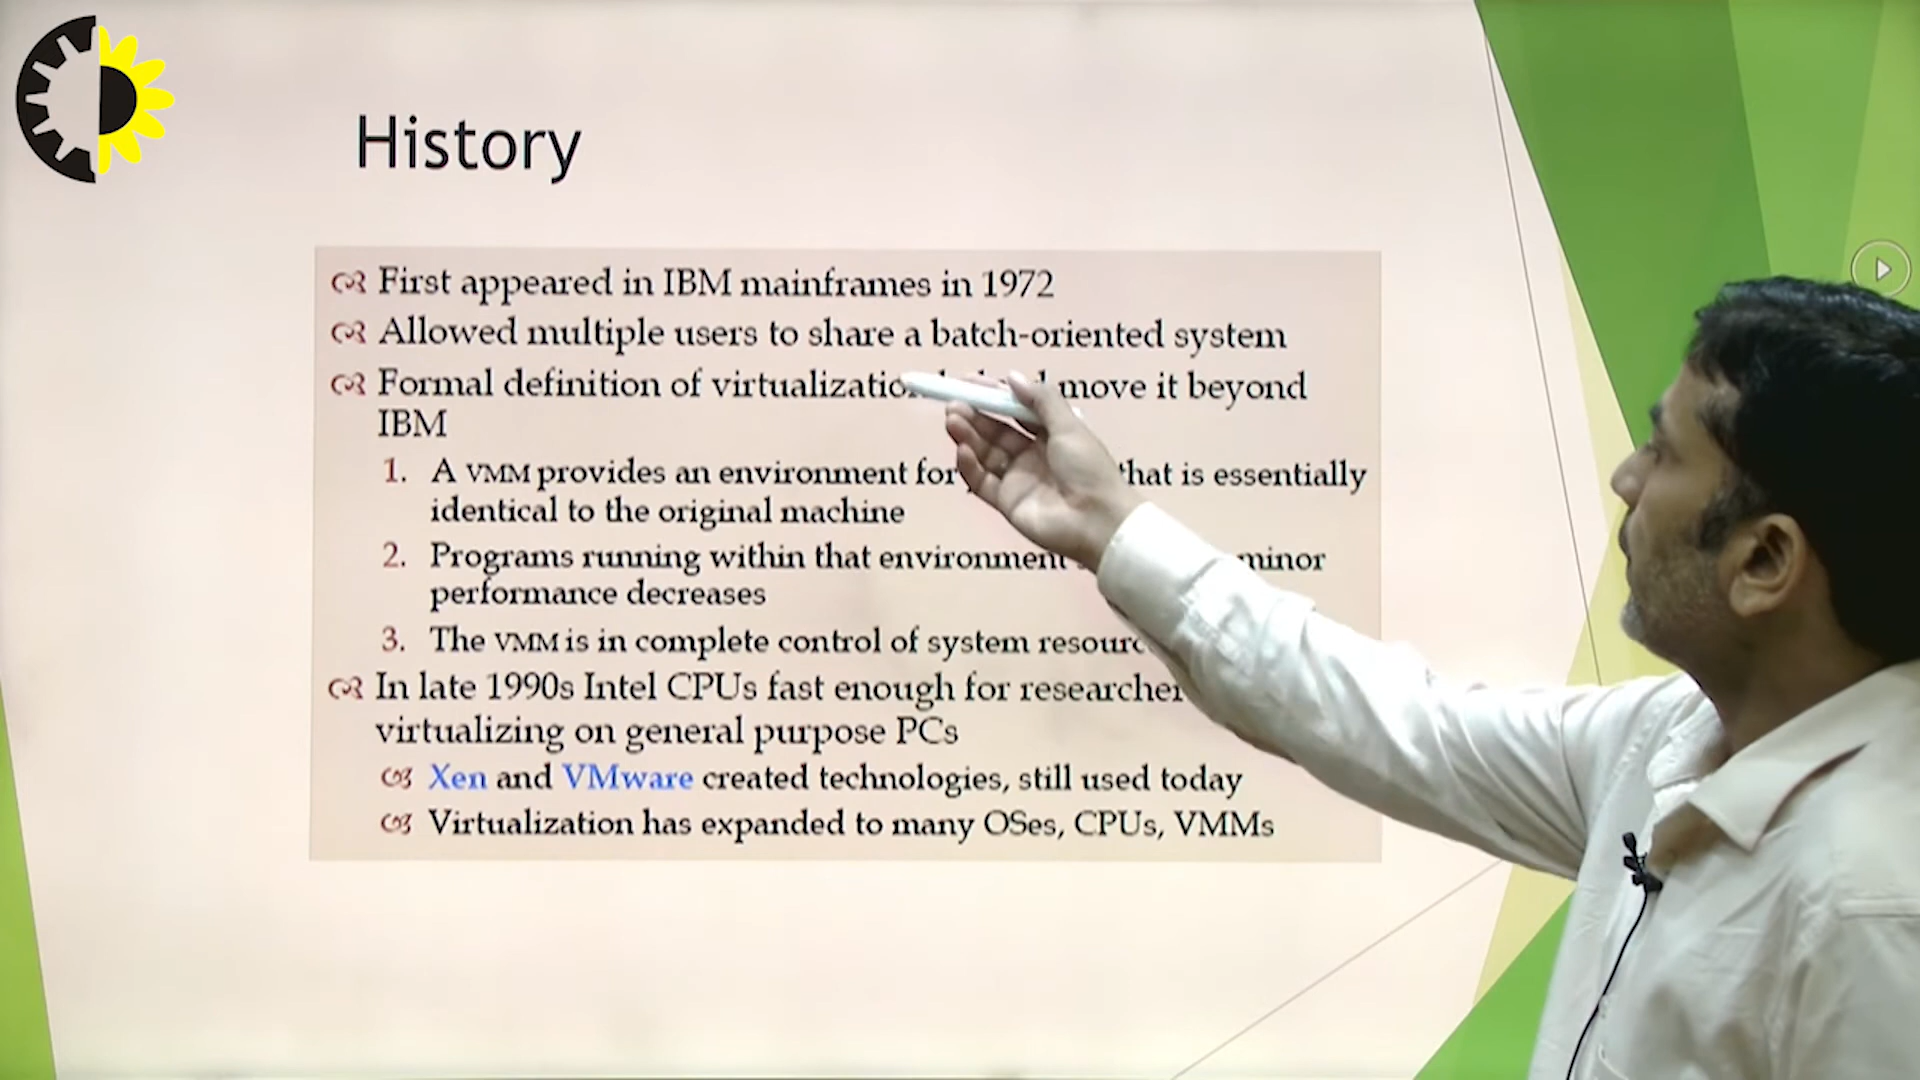 History
First appeared in IBM mainframes in 1972
Allowed multiple users to share a batch-oriented system
Formal definition of virtualization move it beyond
IBM
1. A VMM provides an environment for that is essentially
identical to the original machine
2. Programs running within that environment minor
performance decreases
3. The VMM is in complete control of system
In late 1990s Intel CPUs fast enough for
virtualizing on general purpose PCs
Xen and VMware created technologies, still used today
Virtualization has expanded to many OSes, CPUs, VMMs